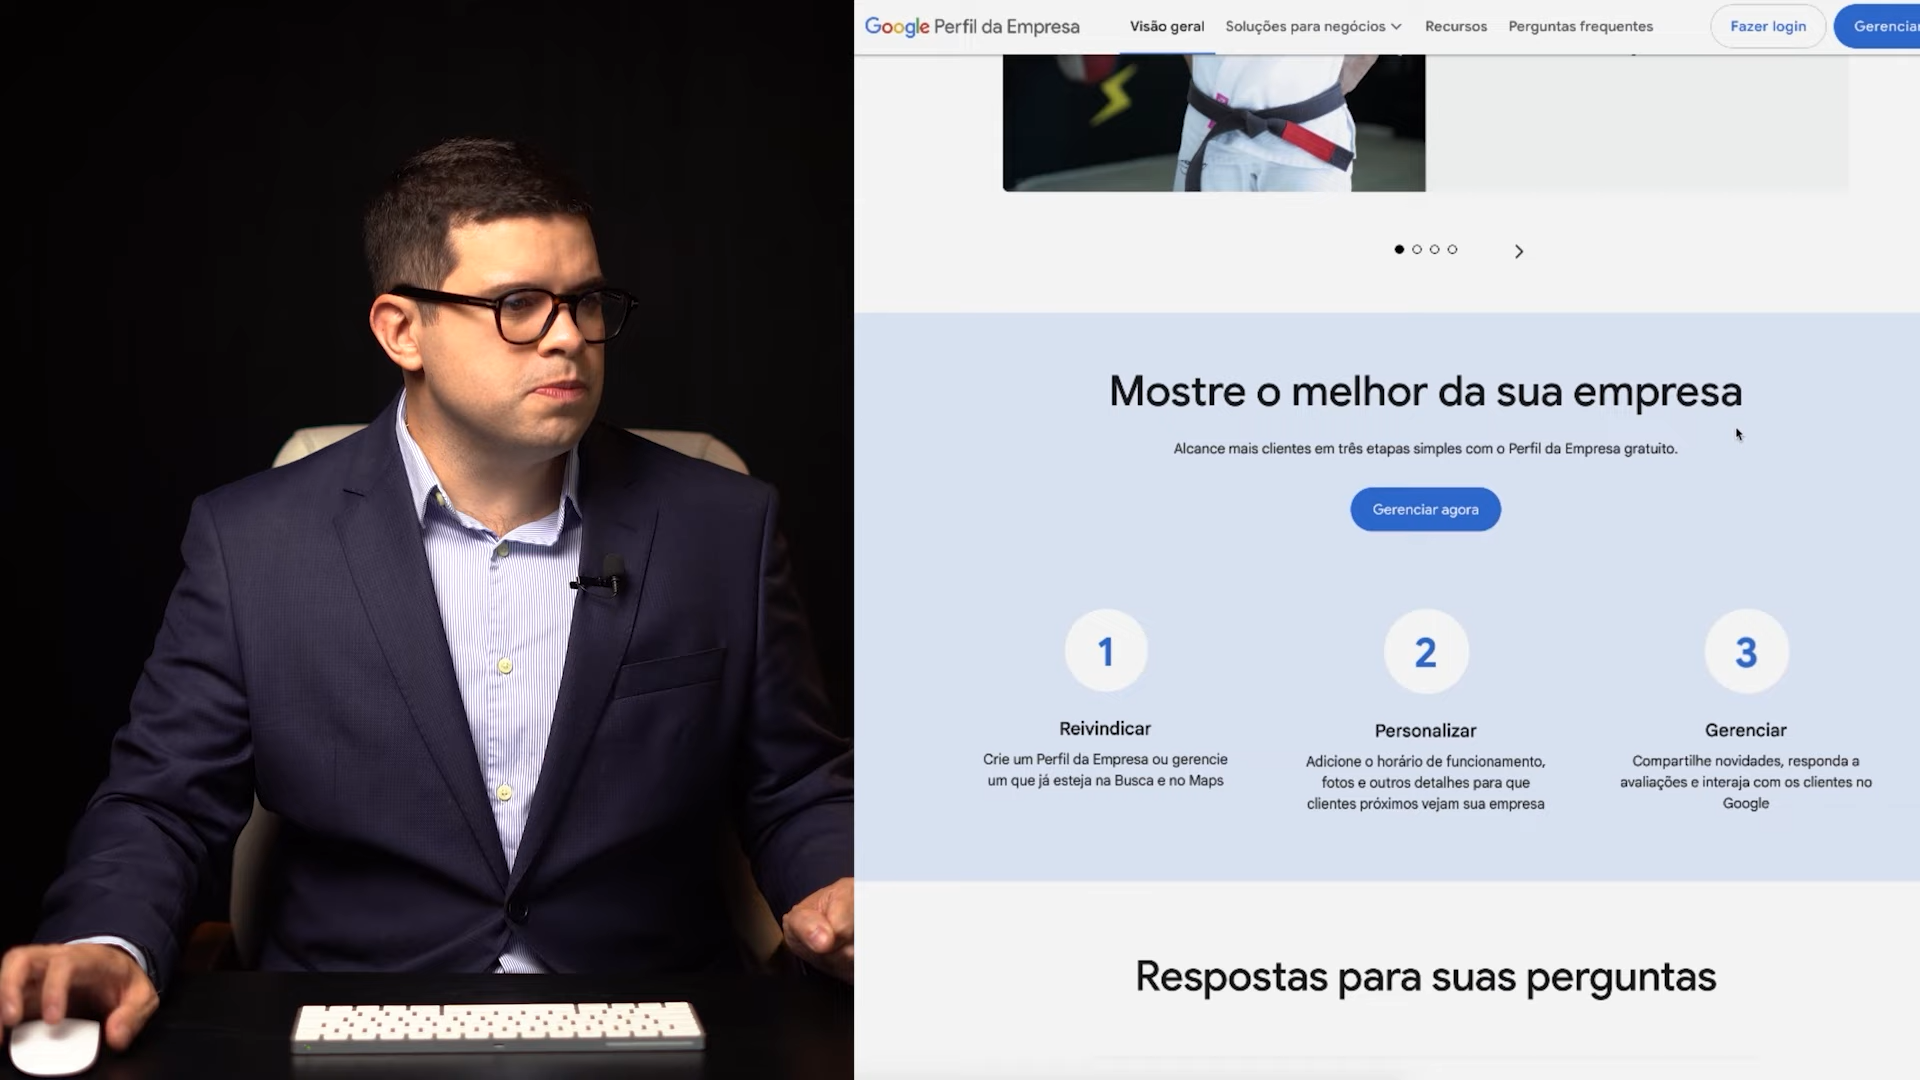 Google Perfil da Empresa
Visão geral
Soluções para negócios
Recursos
Perguntas frequentes
Fazer login
Gerenciar
Mostre o melhor da sua empresa
Alcance mais clientes em três etapas simples com o Perfil da Empresa gratuito.
Gerenciar agora
1
Reivindicar
Crie um Perfil da Empresa ou gerencie
um que já esteja na Busca e no Maps
2
Personalizar
Adicione o horário de funcionamento,
fotos e outros detalhes para que
clientes próximos vejam sua empresa
3
Gerenciar
Compartilhe novidades, responda a
avaliações e interaja com os clientes no
Google
Respostas para suas perguntas